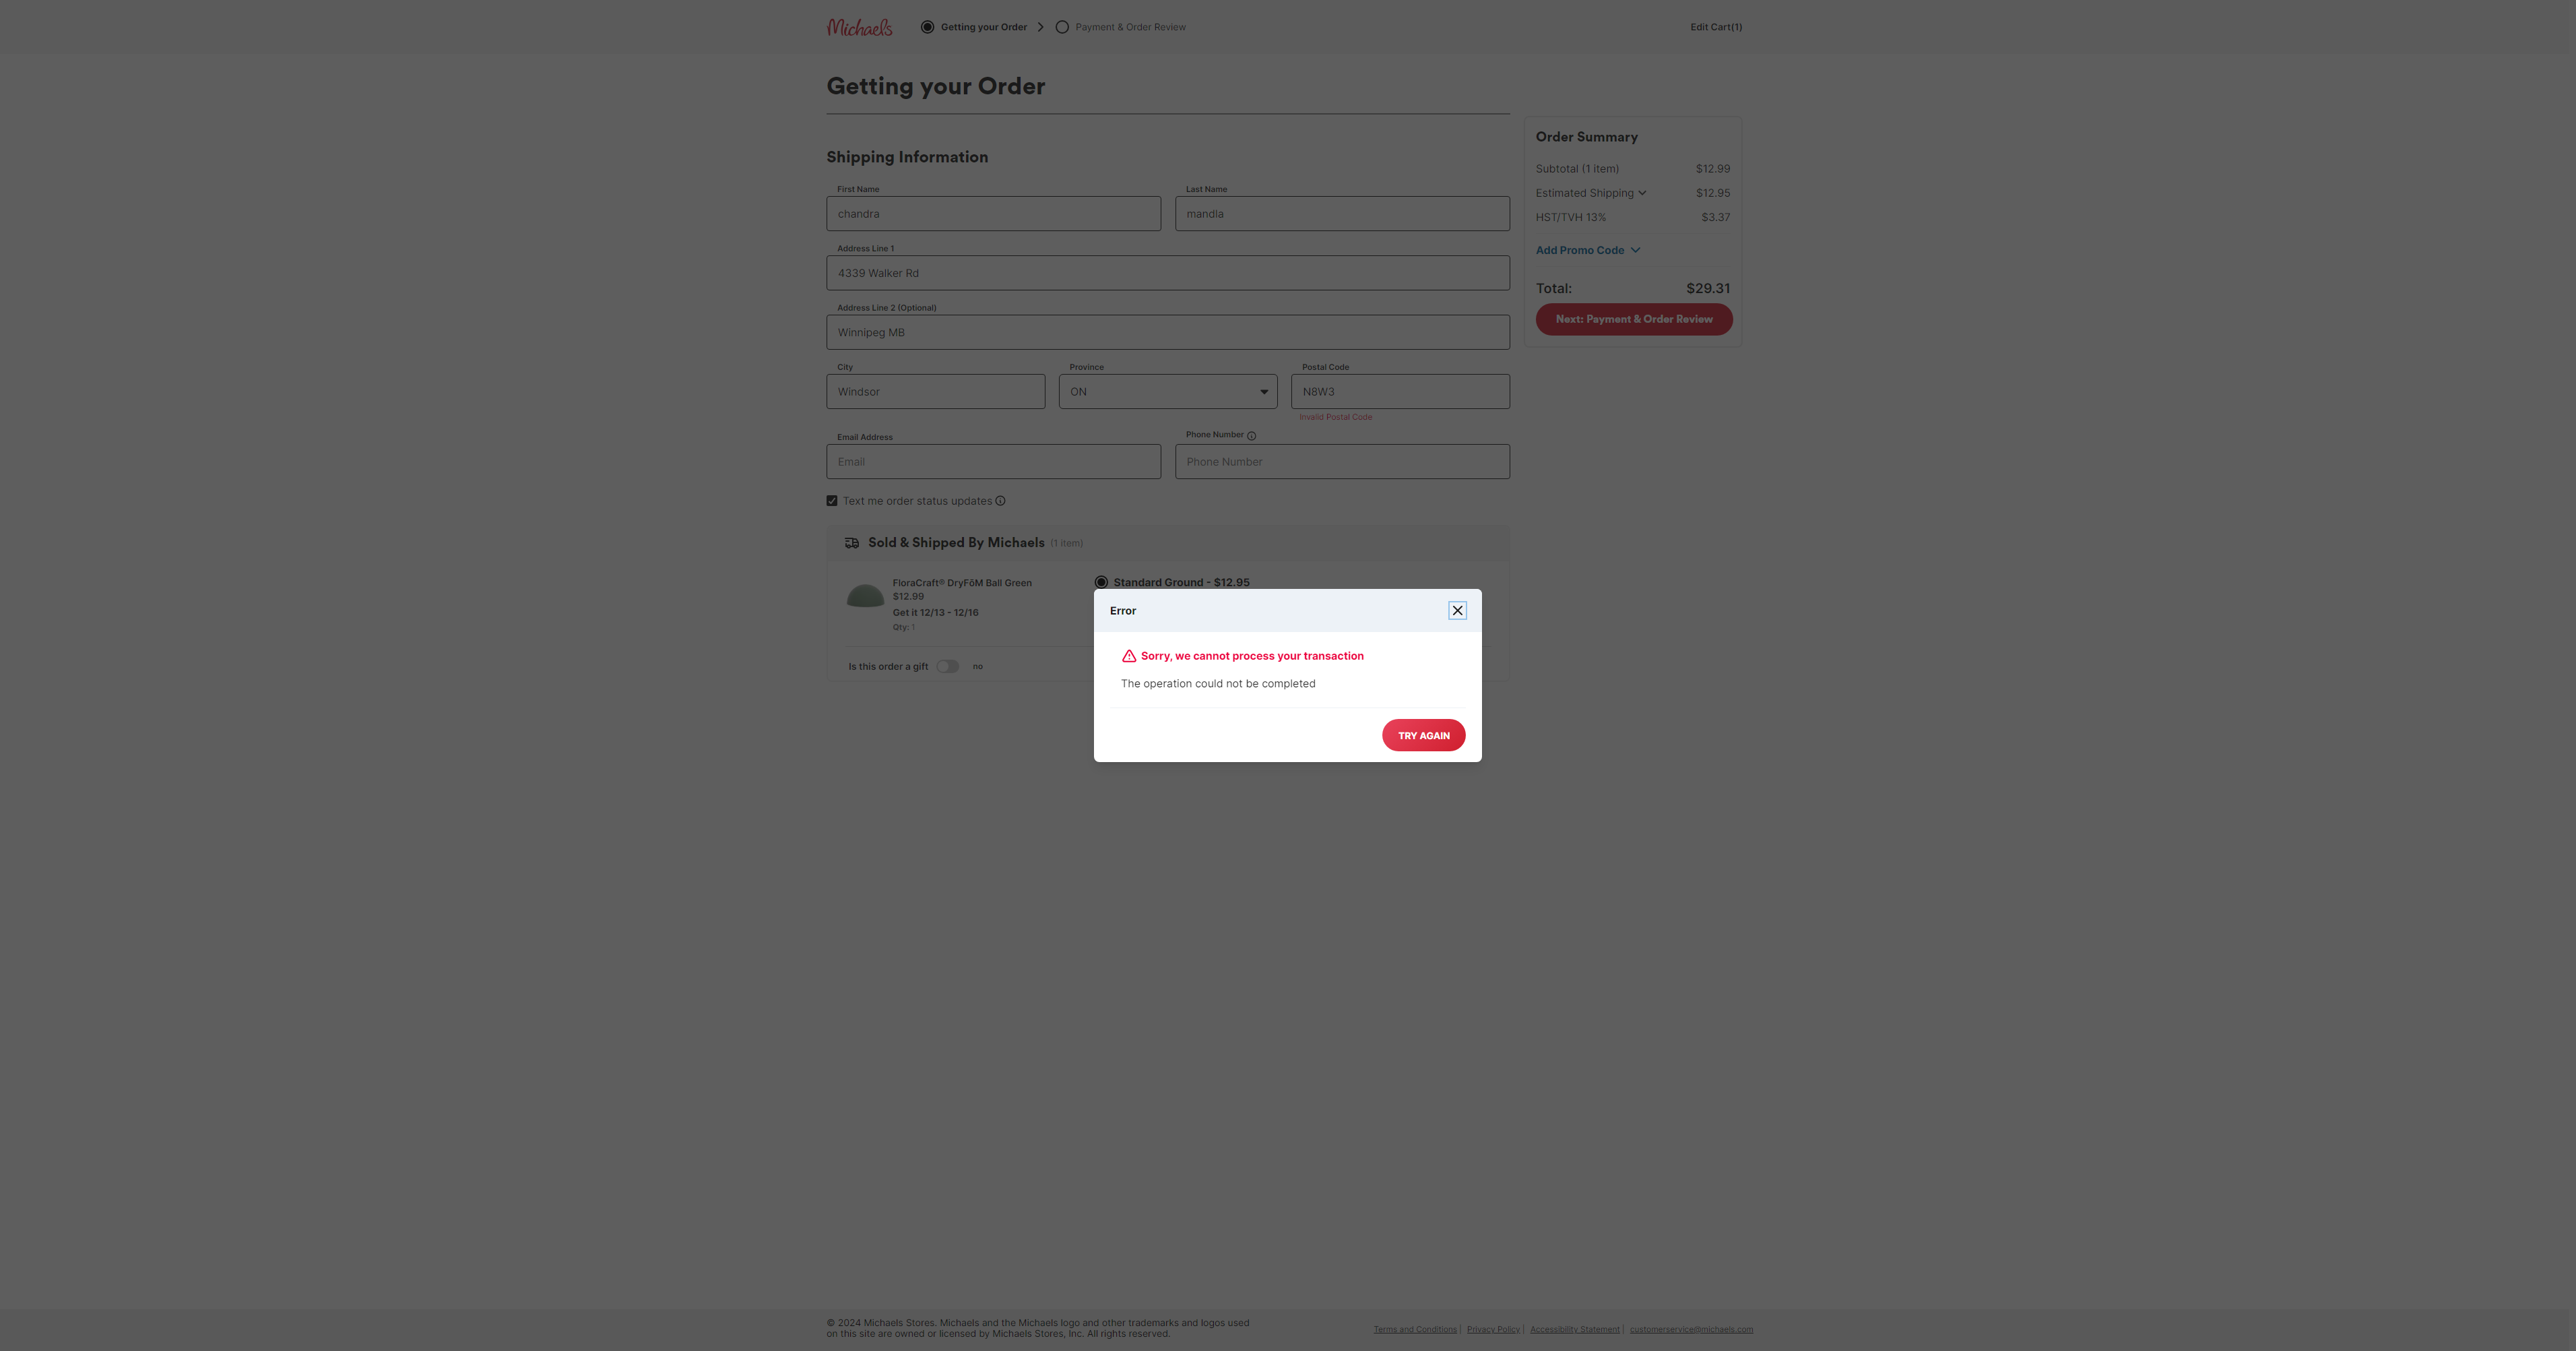 Michaels
Getting your Order
Payment & Order Review
Edit Cart(1)
Getting your Order
Shipping Information
First Name
Last Name
chandra
mandla
Address Line 1
4339 Walker Rd
Address Line 2 (Optional)
Winnipeg MB
City
Province
Postal Code
Windsor
ON
N8W3
Invalid Postal Code
Email Address
Phone Number
Email
Phone Number
Text me order status updates
Order Summary
Subtotal (1 item) $12.99
Estimated Shipping $12.95
HST/TVH 13% $3.37
Add Promo Code
Total: $29.31
Next: Payment & Order Review
Sold & Shipped By Michaels (1 item)
FloraCraft® DryFōM Ball Green
$12.99
Get it 12/13 - 12/16
Qty: 1
Standard Ground - $12.95
Is this order a gift no
Error
Sorry, we cannot process your transaction
The operation could not be completed
TRY AGAIN
© 2024 Michaels Stores. Michaels and the Michaels logo and other trademarks and logos used
on this site are owned or licensed by Michaels Stores, Inc. All rights reserved.
Terms and Conditions | Privacy Policy | Accessibility Statement | customerservice@michaels.com